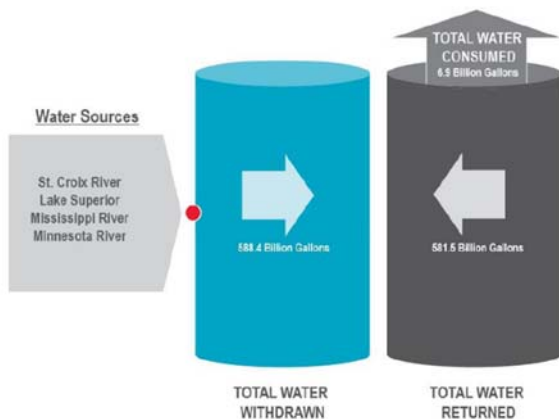 TOTAL WATER
CONSUMED
6.9 Billion Gallons
Water Sources
St. Croix River
Lake Superior
Mississippi River
Minnesota River
588.4 Billion Gallons
581.5 Billion Gallons
TOTAL WATER
WITHDRAWN
TOTAL WATER
RETURNED